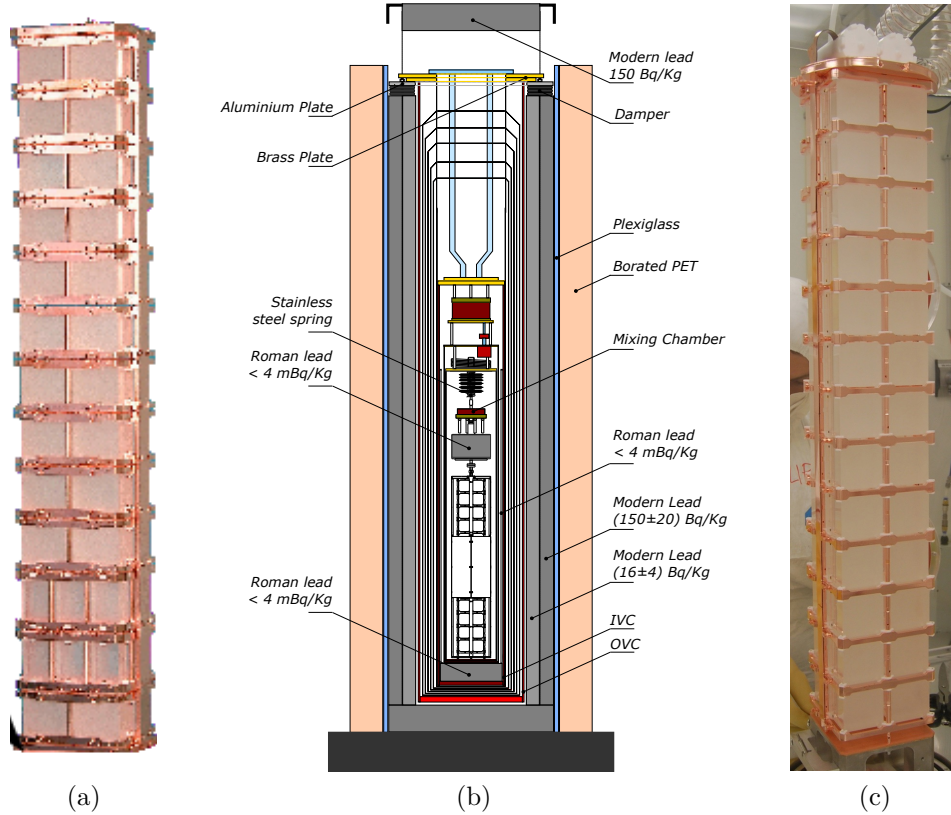 Modern lead
150 Bq/Kg
Aluminium Plate
Damper
Brass Plate
Plexiglass
Borated PET
Stainless
steel spring
Mixing Chamber
Roman lead
< 4 mBq/Kg
Roman lead
< 4 mBq/Kg
Modern Lead
(150±20) Bq/Kg
Modern Lead
(16±4) Bq/Kg
Roman lead
< 4 mBq/Kg
IVC
OVC
(a)
(b)
(c)